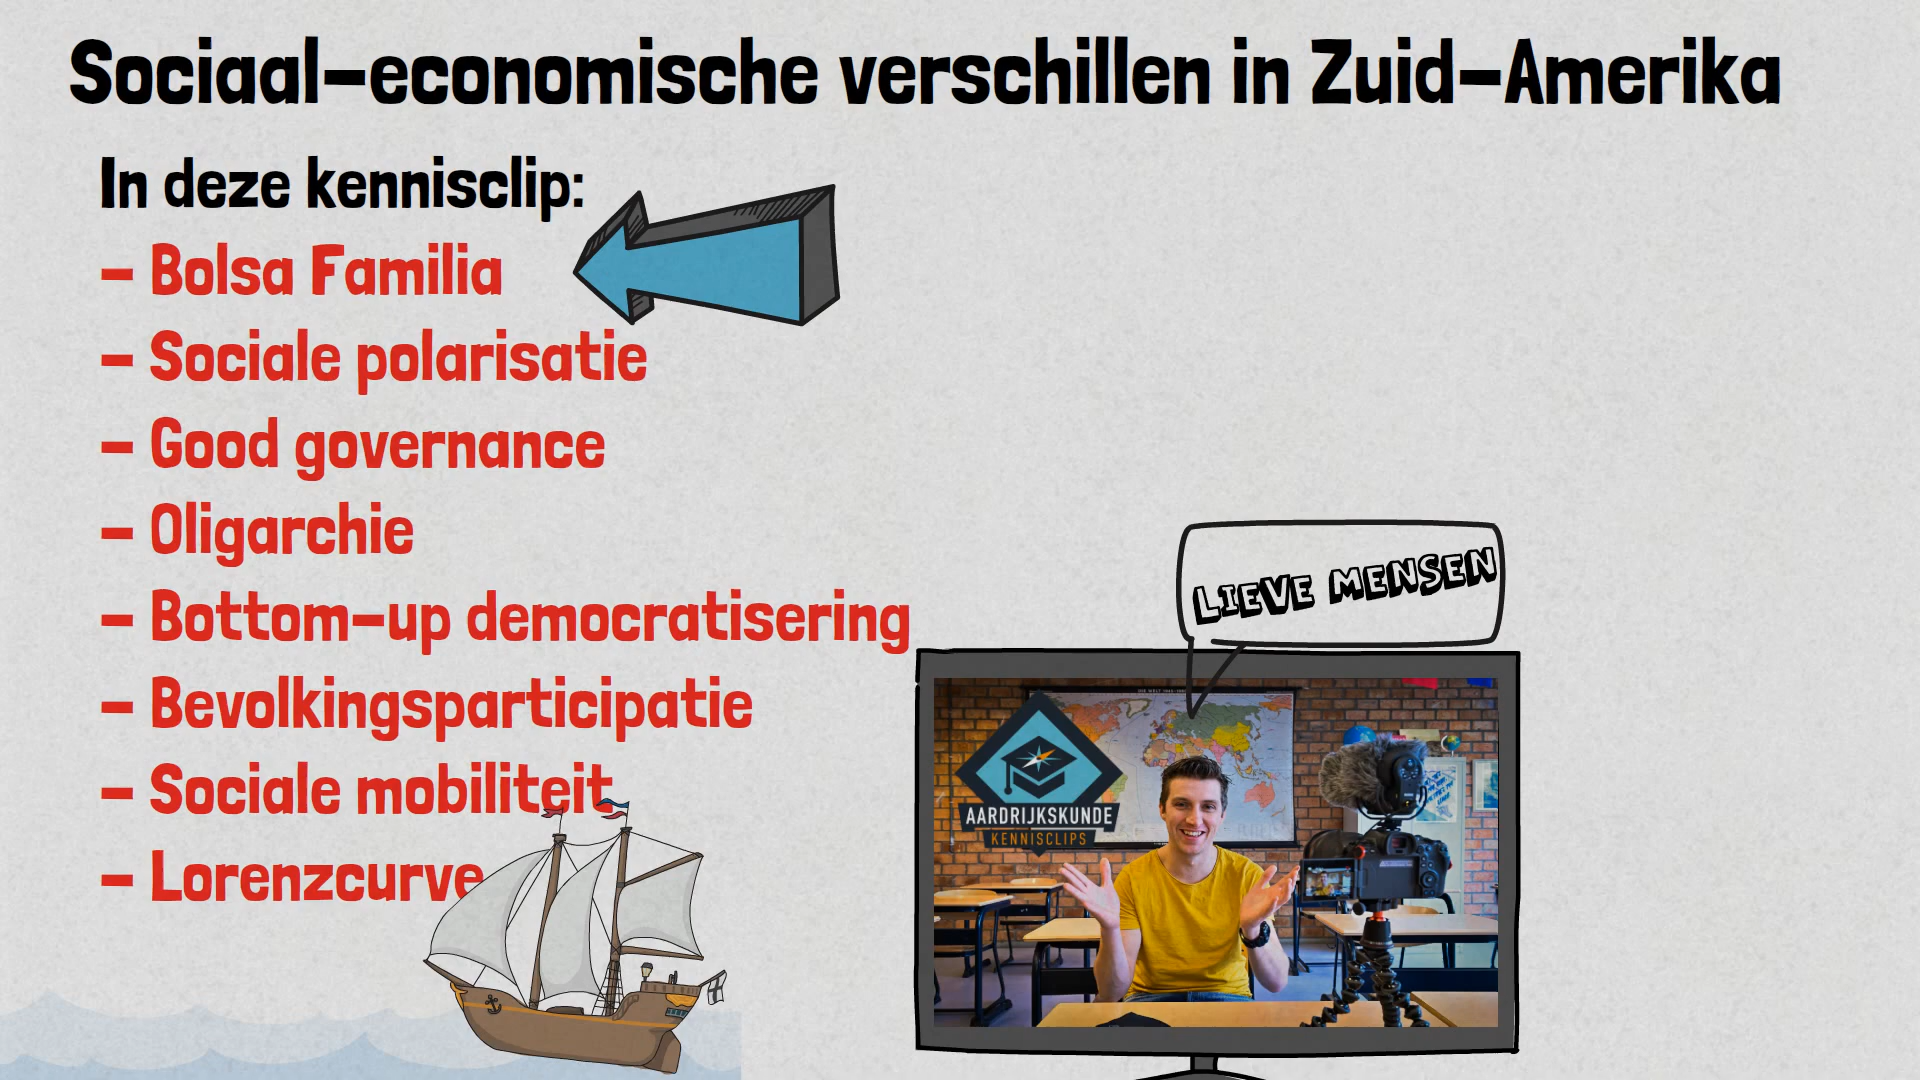 Sociaal-economische verschillen in Zuid-Amerika
In deze kennisclip:
- Bolsa Familia
- Sociale polarisatie
- Good governance
- Oligarchie
- Bottom-up democratisering
- Bevolkingsparticipatie
- Sociale mobiliteit
- Lorenzcurve
LIEVE MENSEN
AARDRIJKSKUNDE
KENNISCLIPS